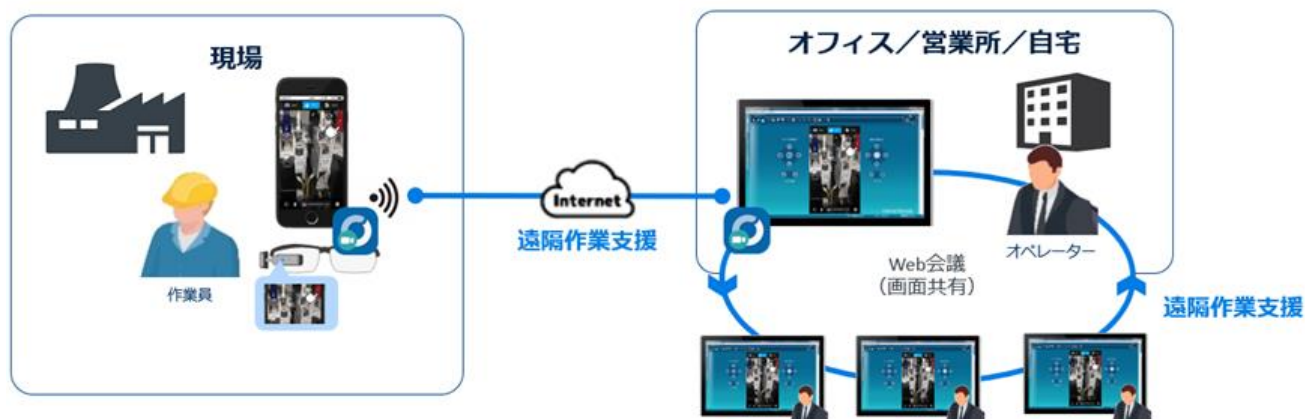 現場
作業員
Internet
遠隔作業支援
オフィス／営業所／自宅
オペレーター
Web会議
（画面共有）
遠隔作業支援